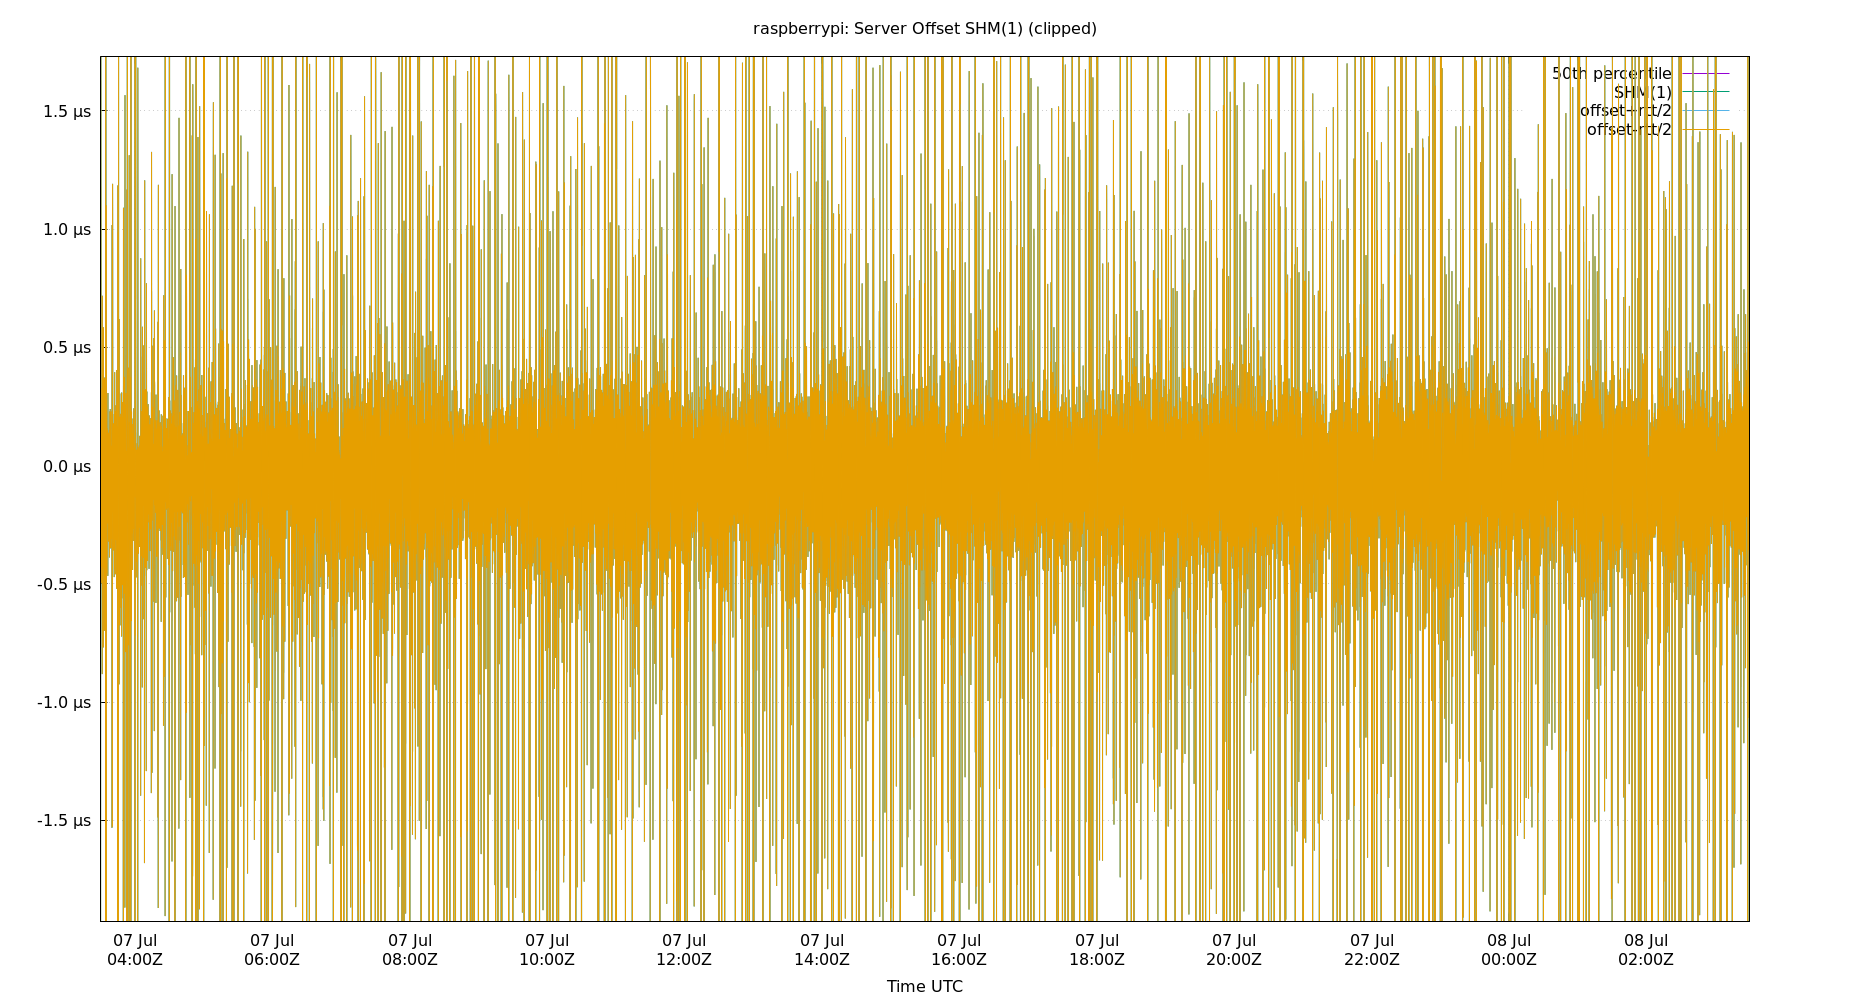 raspberrypi: Server Offset SHM(1) (clipped)
50th percentile
SHM(1)
offset+rtt/2
offset-rtt/2
1.5 µs
1.0 µs
0.5 µs
0.0 µs
-0.5 µs
-1.0 µs
-1.5 µs
07 Jul 07 Jul 07 Jul 07 Jul 07 Jul 07 Jul 07 Jul 07 Jul 07 Jul 07 Jul 08 Jul 08 Jul
04:00Z 06:00Z 08:00Z 10:00Z 12:00Z 14:00Z 16:00Z 18:00Z 20:00Z 22:00Z 00:00Z 02:00Z
Time UTC